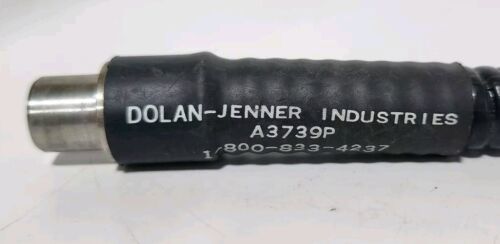 DOLAN-JENNER INDUSTRIES
A3739P
1/800-833-4237